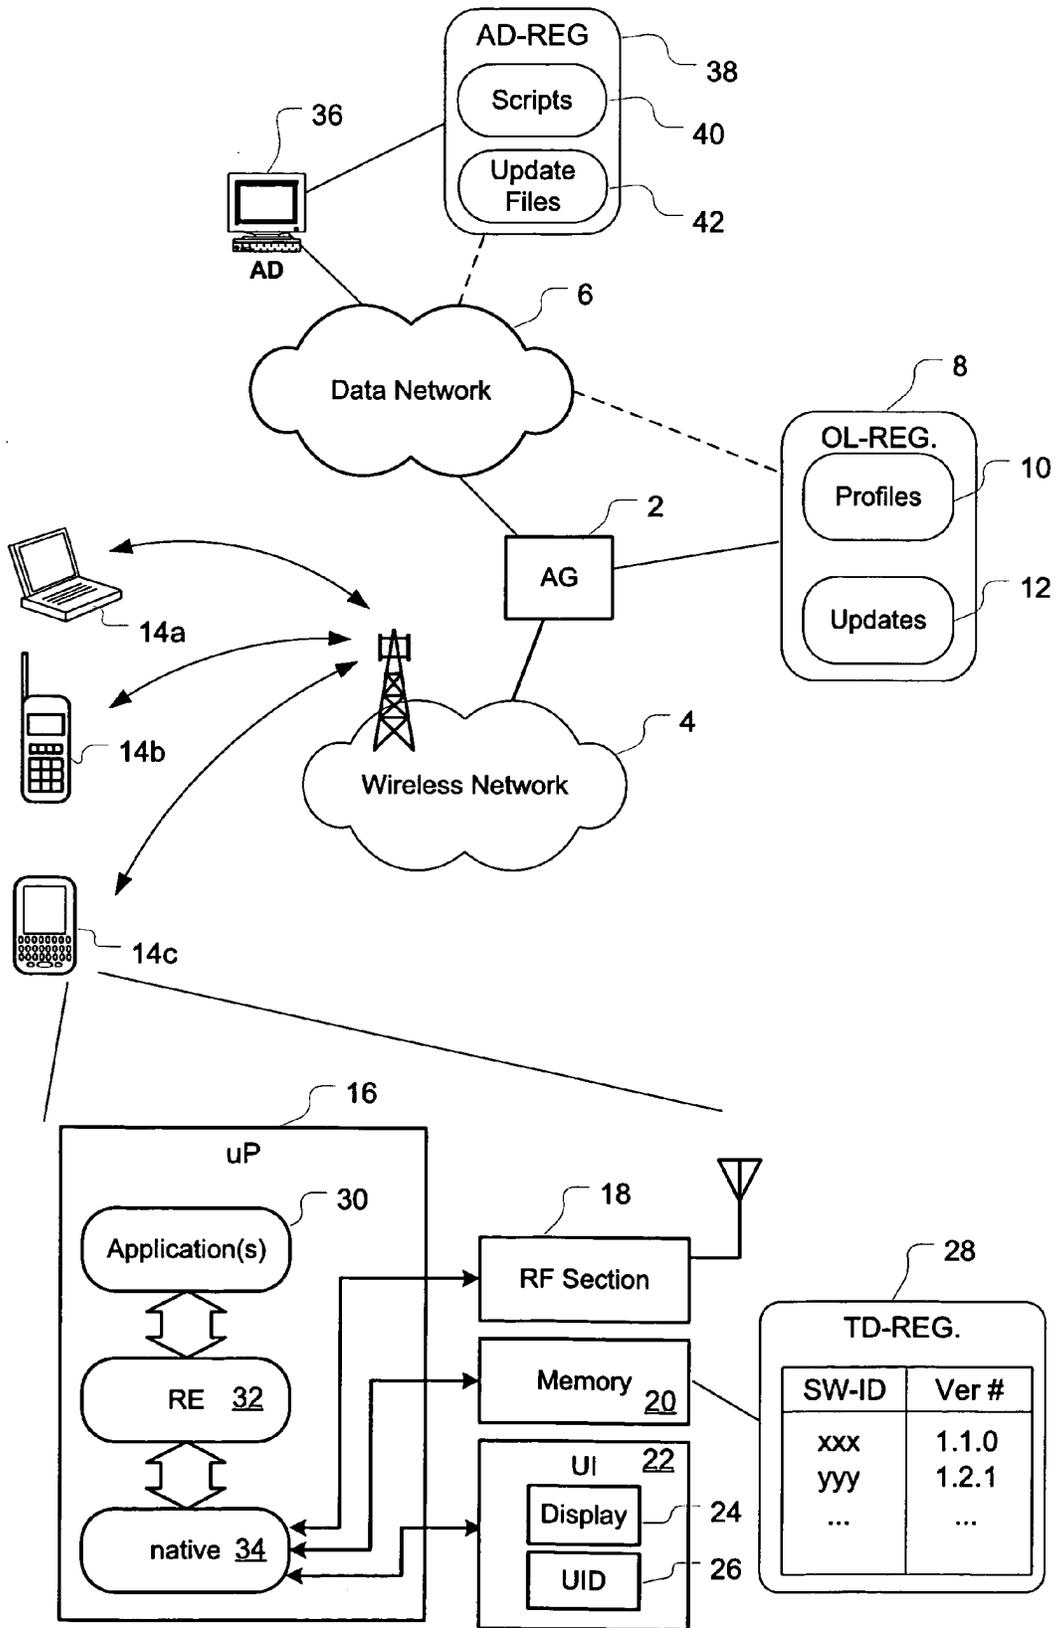 AD-REG
38
Scripts
40
Update
Files
42
36
AD
6
Data Network
8
OL-REG.
Profiles
10
Updates
12
2
AG
14a
14b
14c
4
Wireless Network
16
uP
30
Application(s)
RE 32
native 34
18
RF Section
Memory 20
UI 22
Display
24
UID
26
28
TD-REG.
SW-ID Ver #
xxx 1.1.0
yyy 1.2.1
... ...